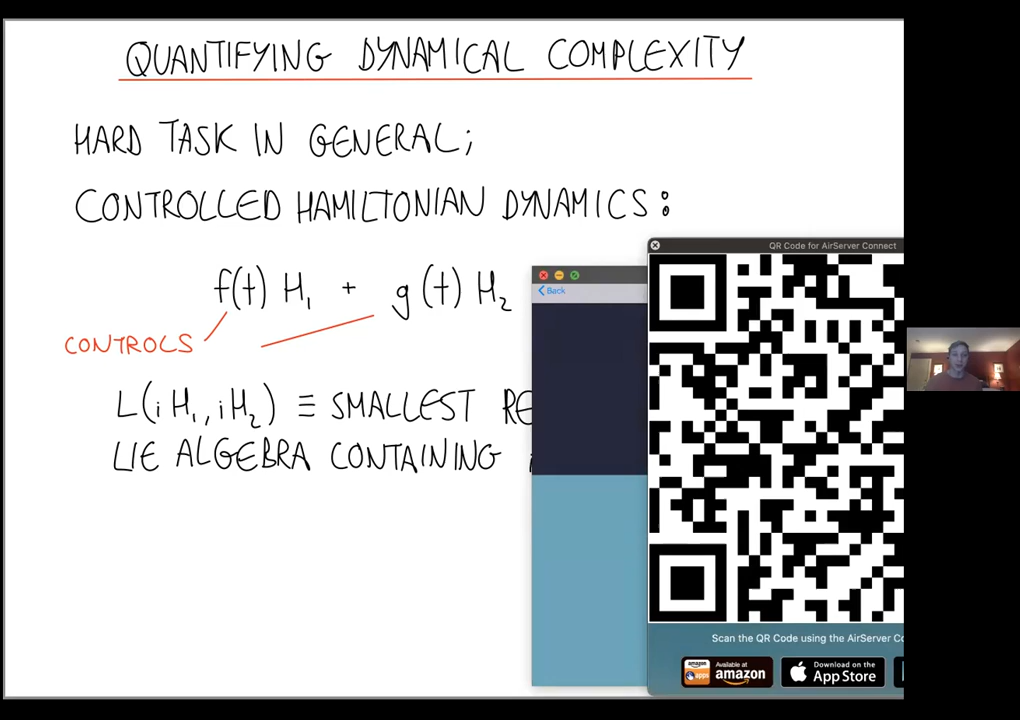 QUANTIFYING DYNAMICAL COMPLEXITY
HARD TASK IN GENERAL;
CONTROLLED HAMILTONIAN DYNAMICS:
f(t) H₁ + g(t) H₂
CONTROLS
L(iH₁, iH₂) ≡ SMALLEST RE
LIE ALGEBRA CONTAINING i
QR Code for AirServer Connect
Back
Scan the QR Code using the AirServer Co
amazon apps Available at amazon
Download on the App Store